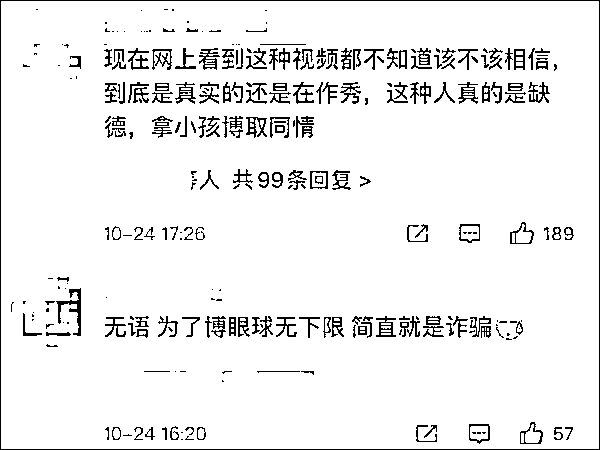 现在网上看到这种视频都不知道该不该相信，
到底是真实的还是在作秀，这种人真的是缺
德，拿小孩博取同情
人 共99条回复 >
10-24 17:26 189
无语 为了博眼球无下限 简直就是诈骗
10-24 16:20 57